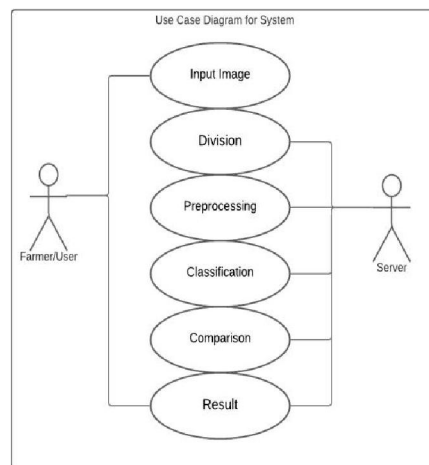 Use Case Diagram for System
Input Image
Division
Preprocessing
Farmer/User
Server
Classification
Comparison
Result